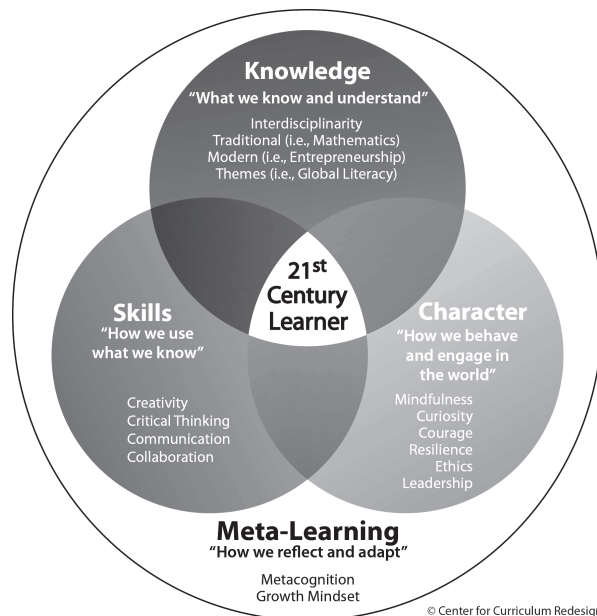 Knowledge
“What we know and understand”
Interdisciplinarity
Traditional (i.e., Mathematics)
Modern (i.e., Entrepreneurship)
Themes (i.e., Global Literacy)
21st
Century
Learner
Skills
“How we use
what we know”
Creativity
Critical Thinking
Communication
Collaboration
Character
“How we behave
and engage in
the world”
Mindfulness
Curiosity
Courage
Resilience
Ethics
Leadership
Meta-Learning
“How we reflect and adapt”
Metacognition
Growth Mindset
© Center for Curriculum Redesign